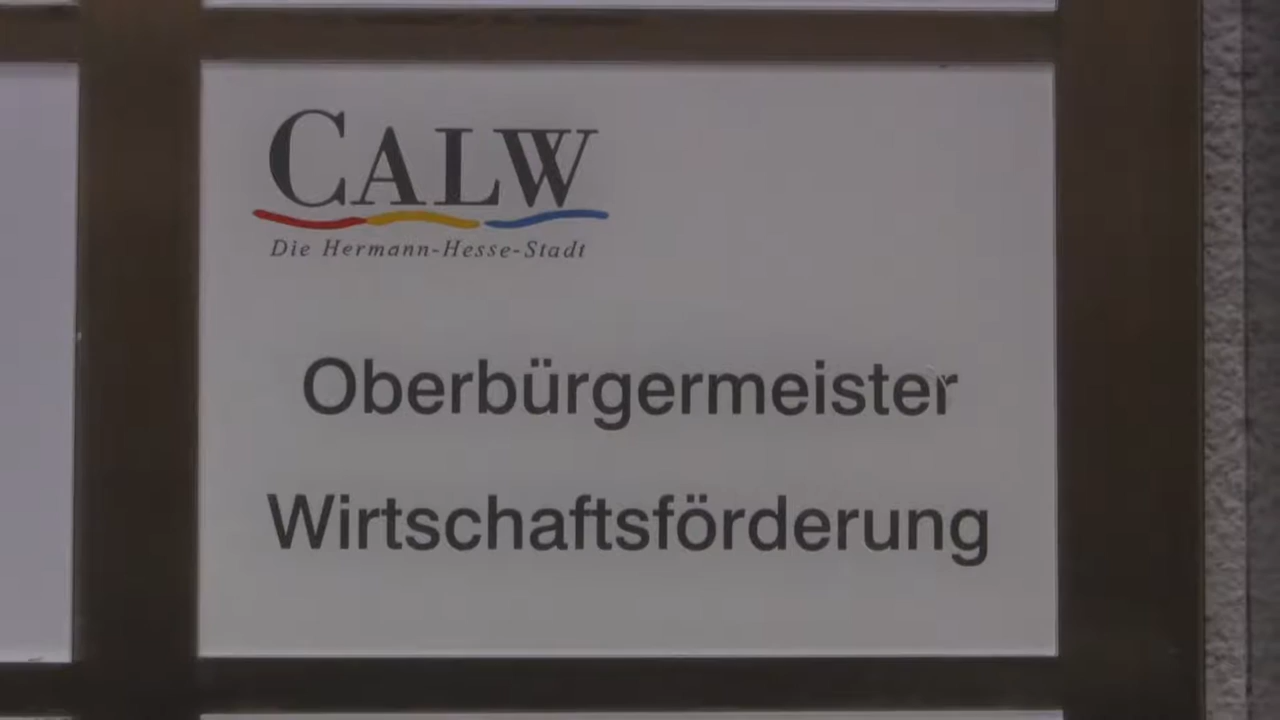 CALW
Die Hermann-Hesse-Stadt
Oberbürgermeister
Wirtschaftsförderung